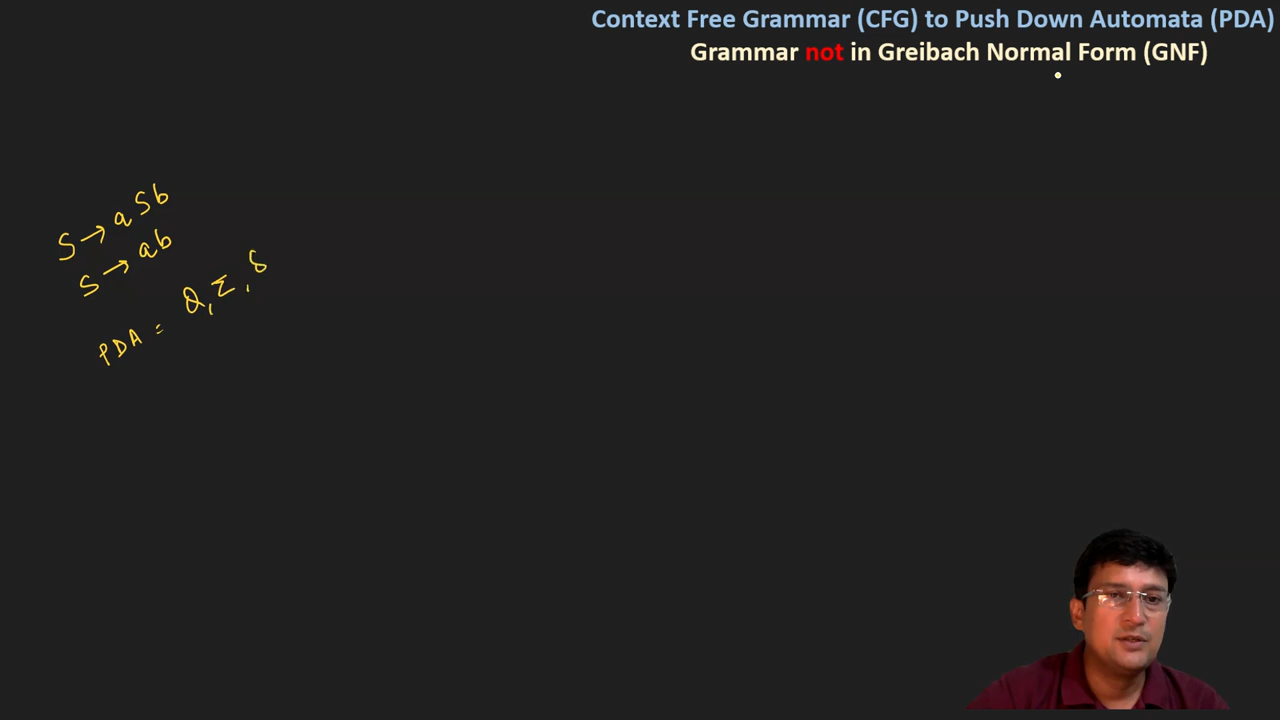 Context Free Grammar (CFG) to Push Down Automata (PDA)
Grammar not in Greibach Normal Form (GNF)
S → aSb
S → ab
PDA = Q, Σ, δ